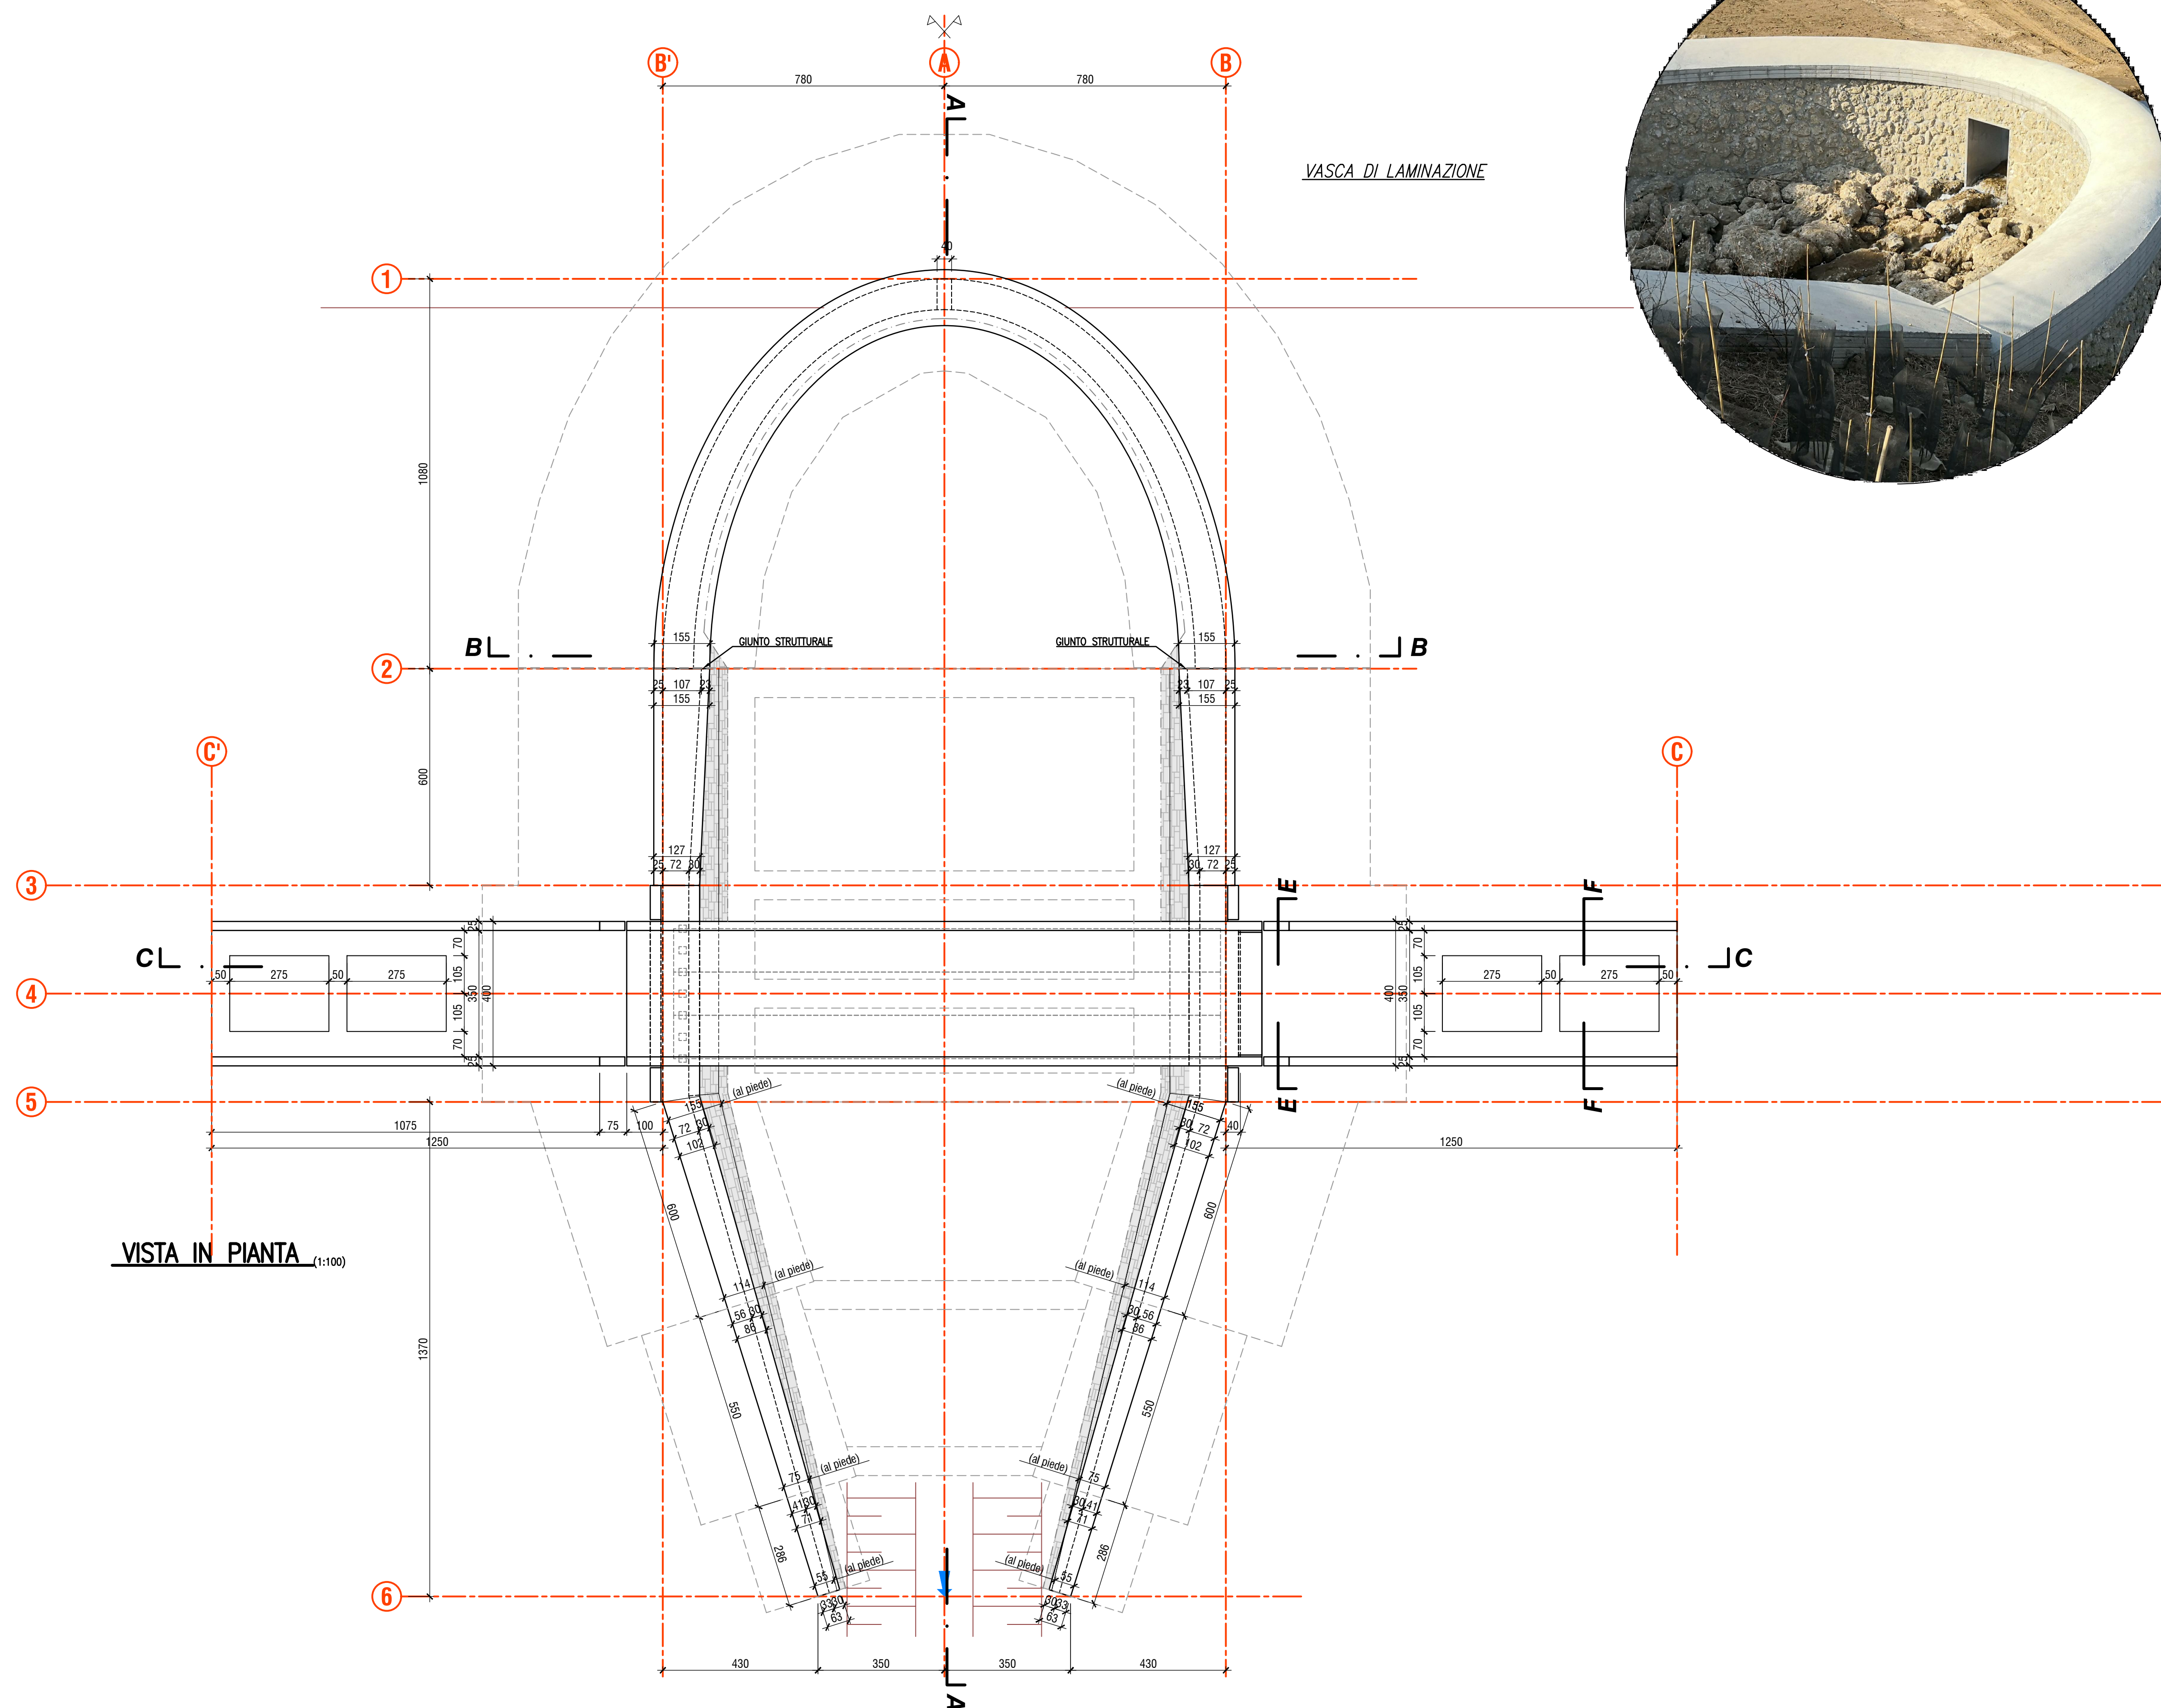 B'
A
B
780
780
A
VASCA DI LAMINAZIONE
40
1
1080
155
GIUNTO STRUTTURALE
GIUNTO STRUTTURALE
155
B
B
2
25 107 23
23 107 25
155
155
C'
C
600
127
127
25 72 30
30 72 25
3
E
F
25
70
105
105
70
25
350
400
400
350
25
70
105
105
70
25
C
C
50 275 50 275
275 50 275 50
4
5
E
F
155
(al piede)
(al piede)
155
72 30
30 72
102
102
1075
75
100
40
1250
1250
600
600
VISTA IN PIANTA (1:100)
114
(al piede)
(al piede)
114
56 30
30 56
86
86
1370
550
550
75
(al piede)
(al piede)
75
41 30
30 41
71
71
286
286
55
(al piede)
(al piede)
55
6
33 30
30 33
63
63
430
350
350
430
A